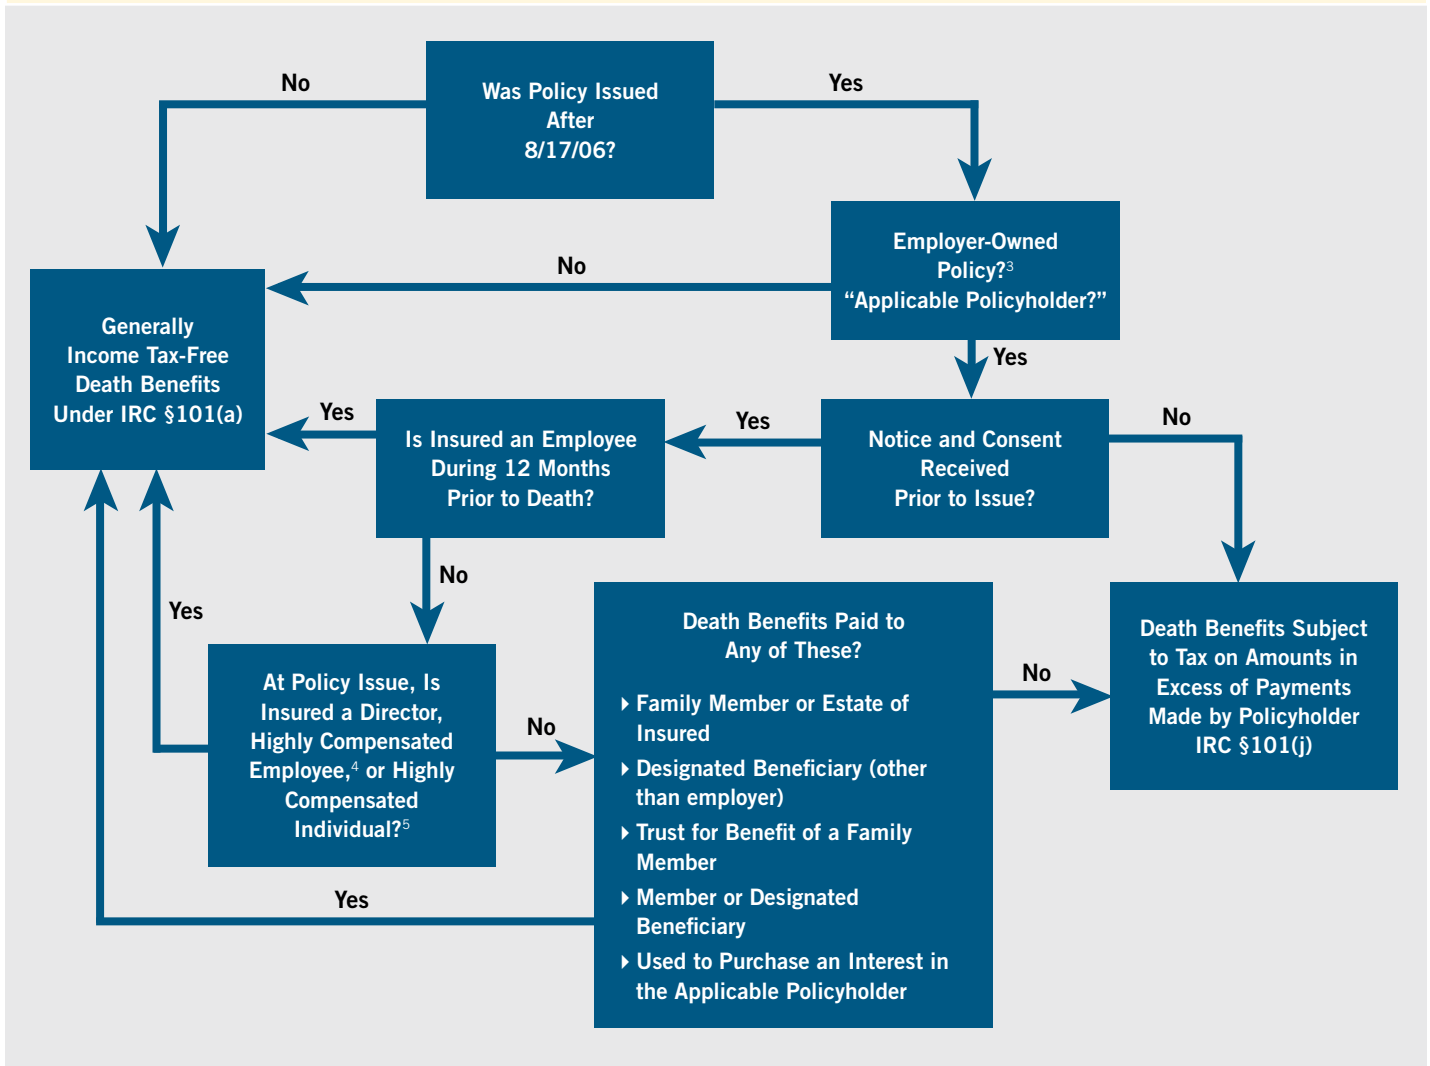 No
Was Policy Issued
After
8/17/06?
Yes
Employer-Owned
Policy?³
“Applicable Policyholder?”
No
Generally
Income Tax-Free
Death Benefits
Under IRC §101(a)
Yes
Notice and Consent
Received
Prior to Issue?
No
Yes
Is Insured an Employee
During 12 Months
Prior to Death?
Yes
No
At Policy Issue, Is
Insured a Director,
Highly Compensated
Employee,⁴ or Highly
Compensated
Individual?⁵
Yes
No
Death Benefits Paid to
Any of These?
Family Member or Estate of
Insured
Designated Beneficiary (other
than employer)
Trust for Benefit of a Family
Member
Member or Designated
Beneficiary
Used to Purchase an Interest in
the Applicable Policyholder
Yes
No
Death Benefits Subject
to Tax on Amounts in
Excess of Payments
Made by Policyholder
IRC §101(j)